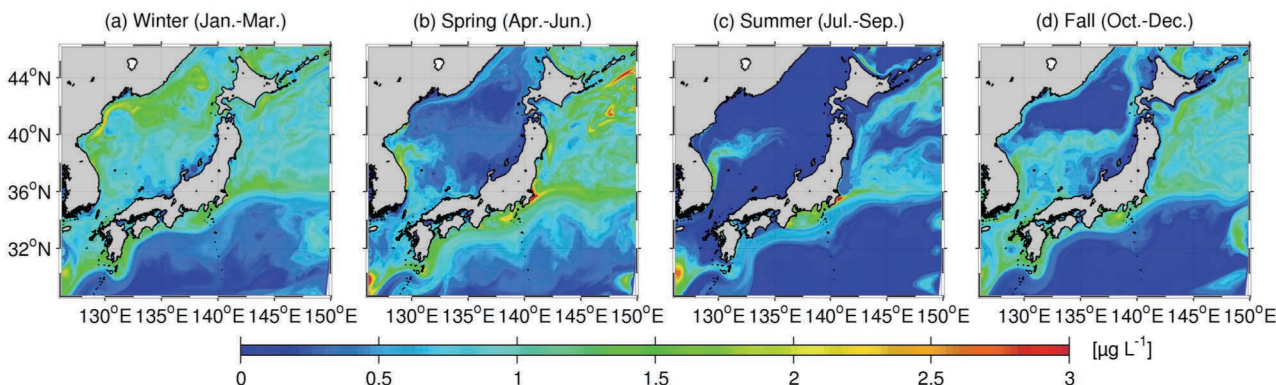 (a) Winter (Jan.-Mar.) (b) Spring (Apr.-Jun.) (c) Summer (Jul.-Sep.) (d) Fall (Oct.-Dec.)
44°N
40°N
36°N
32°N
130°E 135°E 140°E 145°E 150°E 130°E 135°E 140°E 145°E 150°E 130°E 135°E 140°E 145°E 150°E 130°E 135°E 140°E 145°E 150°E
[µg L⁻¹]
0 0.5 1 1.5 2 2.5 3